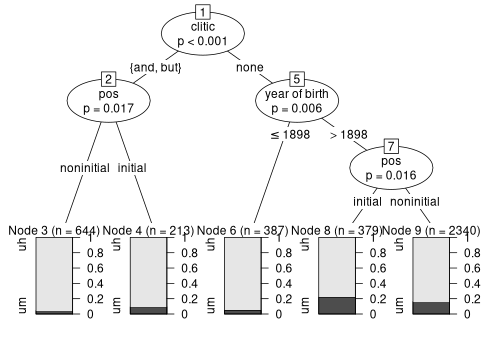 1
clitic
p < 0.001
{and, but}
none
2
pos
p = 0.017
5
year of birth
p = 0.006
≤ 1898
> 1898
7
pos
p = 0.016
noninitial
initial
initial
noninitial
Node 3 (n = 644)
Node 4 (n = 213)
Node 6 (n = 387)
Node 8 (n = 379)
Node 9 (n = 2340)
uh
um
1
0.8
0.6
0.4
0.2
0
uh
um
1
0.8
0.6
0.4
0.2
0
uh
um
1
0.8
0.6
0.4
0.2
0
uh
um
1
0.8
0.6
0.4
0.2
0
uh
um
1
0.8
0.6
0.4
0.2
0